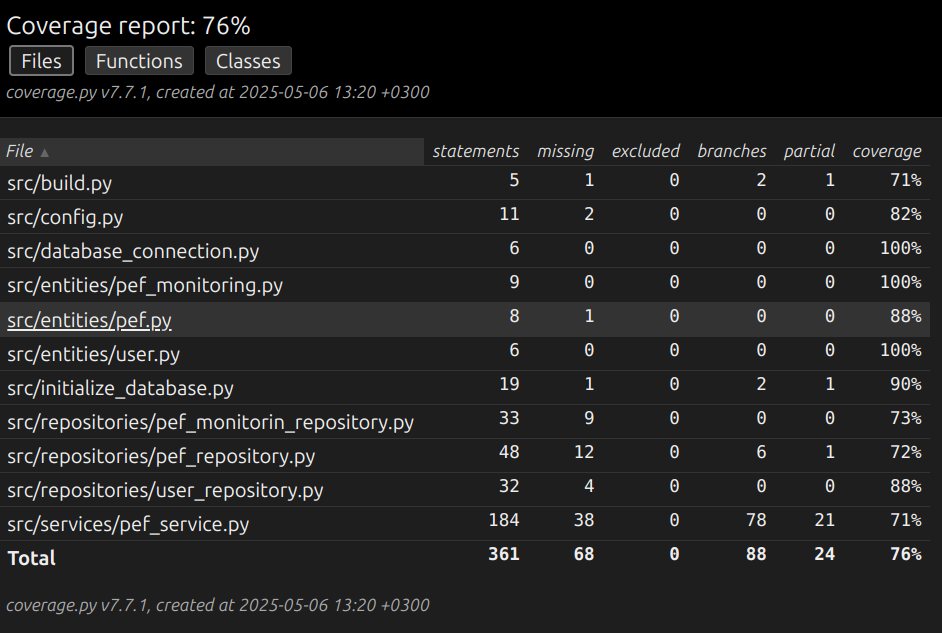 Coverage report: 76%
Files Functions Classes
coverage.py v7.7.1, created at 2025-05-06 13:20 +0300
File ▲ statements missing excluded branches partial coverage
src/build.py 5 1 0 2 1 71%
src/config.py 11 2 0 0 0 82%
src/database_connection.py 6 0 0 0 0 100%
src/entities/pef_monitoring.py 9 0 0 0 0 100%
src/entities/pef.py 8 1 0 0 0 88%
src/entities/user.py 6 0 0 0 0 100%
src/initialize_database.py 19 1 0 2 1 90%
src/repositories/pef_monitorin_repository.py 33 9 0 0 0 73%
src/repositories/pef_repository.py 48 12 0 6 1 72%
src/repositories/user_repository.py 32 4 0 0 0 88%
src/services/pef_service.py 184 38 0 78 21 71%
Total 361 68 0 88 24 76%
coverage.py v7.7.1, created at 2025-05-06 13:20 +0300